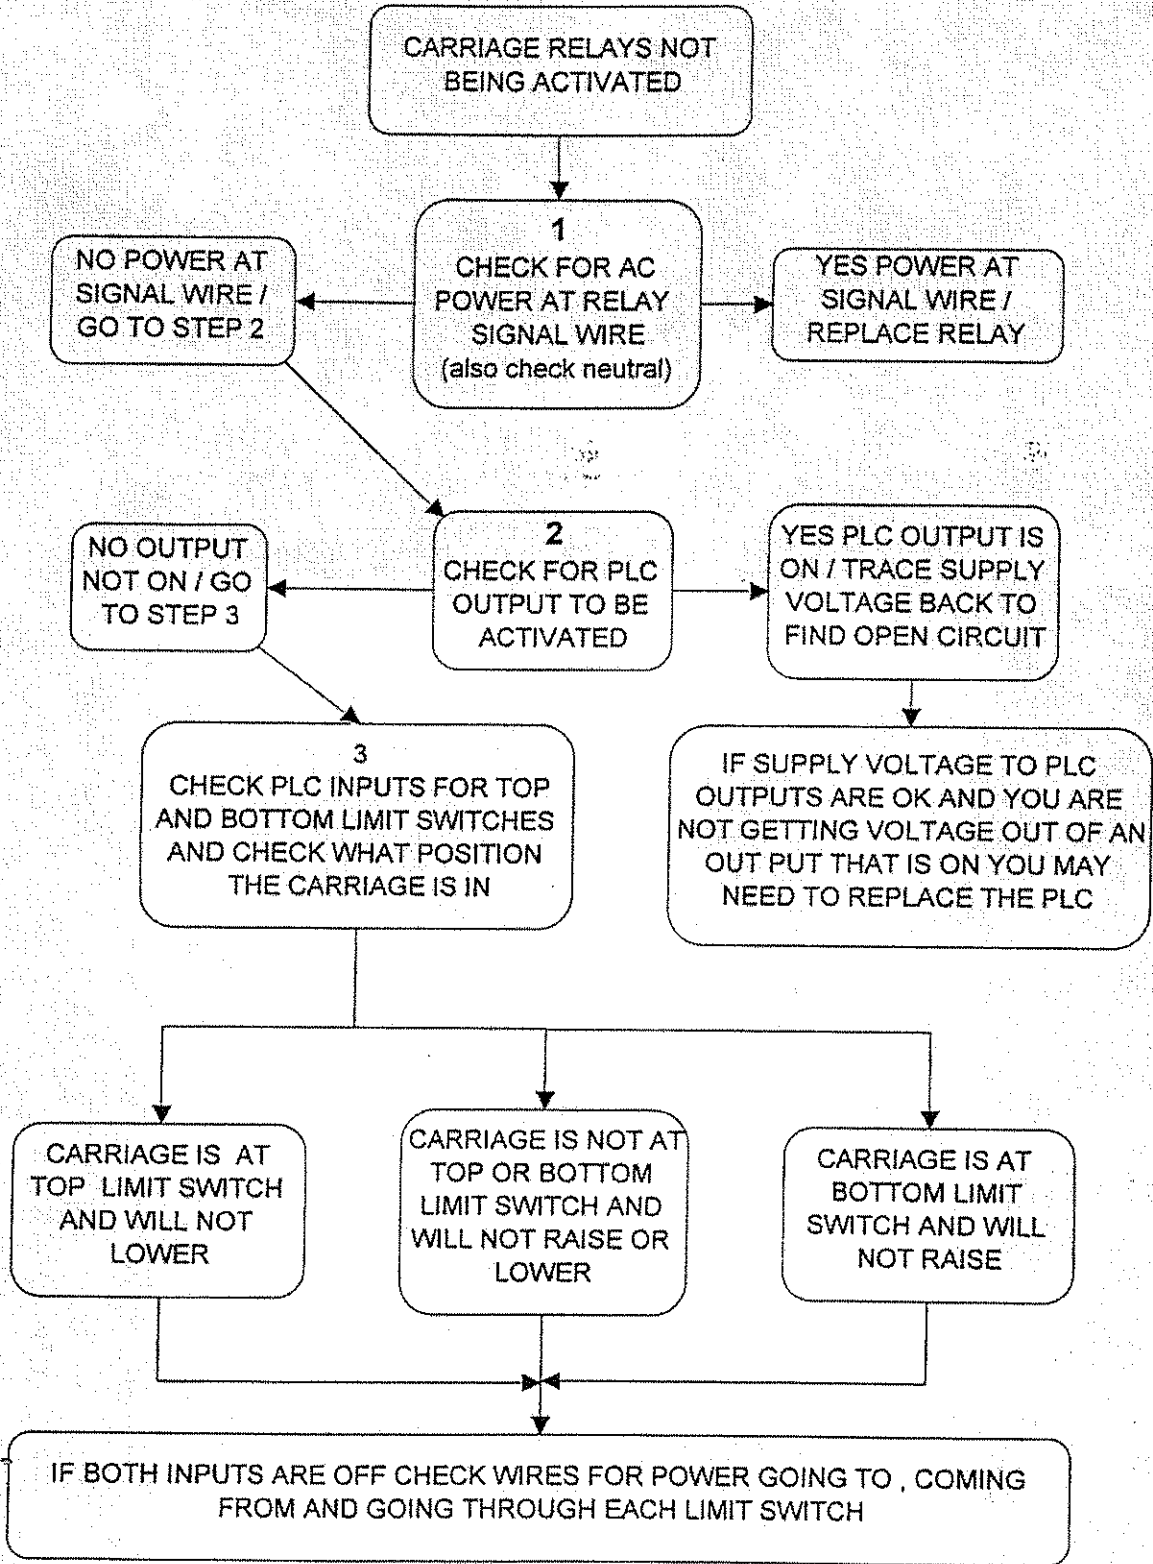 CARRIAGE RELAYS NOT
BEING ACTIVATED
1
CHECK FOR AC
POWER AT RELAY
SIGNAL WIRE
(also check neutral)
NO POWER AT
SIGNAL WIRE /
GO TO STEP 2
YES POWER AT
SIGNAL WIRE /
REPLACE RELAY
2
CHECK FOR PLC
OUTPUT TO BE
ACTIVATED
NO OUTPUT
NOT ON / GO
TO STEP 3
YES PLC OUTPUT IS
ON / TRACE SUPPLY
VOLTAGE BACK TO
FIND OPEN CIRCUIT
3
CHECK PLC INPUTS FOR TOP
AND BOTTOM LIMIT SWITCHES
AND CHECK WHAT POSITION
THE CARRIAGE IS IN
IF SUPPLY VOLTAGE TO PLC
OUTPUTS ARE OK AND YOU ARE
NOT GETTING VOLTAGE OUT OF AN
OUT PUT THAT IS ON YOU MAY
NEED TO REPLACE THE PLC
CARRIAGE IS AT
TOP LIMIT SWITCH
AND WILL NOT
LOWER
CARRIAGE IS NOT AT
TOP OR BOTTOM
LIMIT SWITCH AND
WILL NOT RAISE OR
LOWER
CARRIAGE IS AT
BOTTOM LIMIT
SWITCH AND WILL
NOT RAISE
IF BOTH INPUTS ARE OFF CHECK WIRES FOR POWER GOING TO , COMING
FROM AND GOING THROUGH EACH LIMIT SWITCH